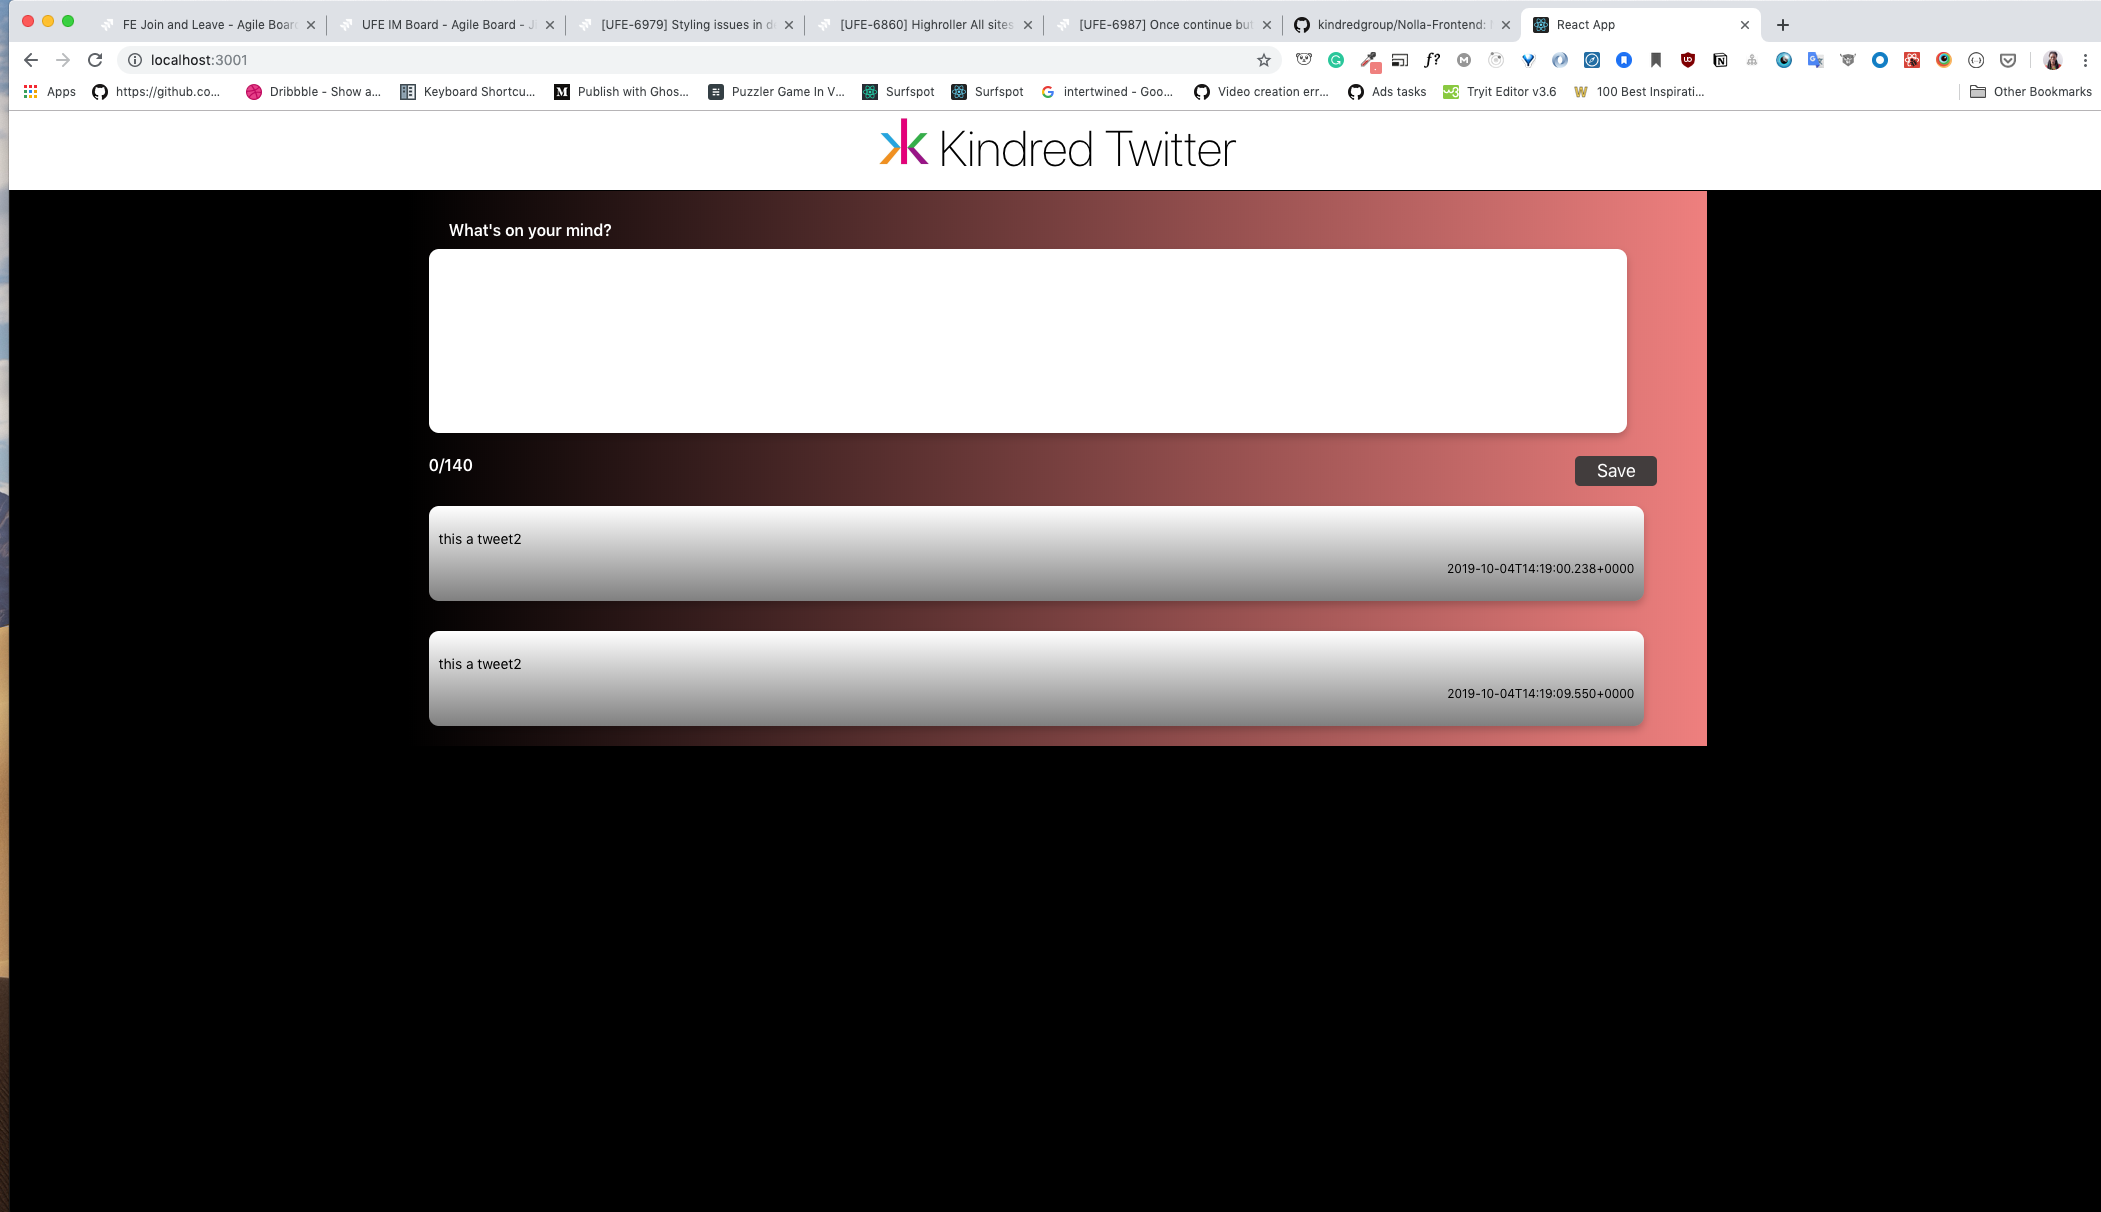 FE Join and Leave - Agile Boar
UFE IM Board - Agile Board - J
[UFE-6979] Styling issues in d
[UFE-6860] Highroller All sites
[UFE-6987] Once continue but
kindredgroup/Nolla-Frontend:
React App
localhost:3001
Apps
https://github.co...
Dribbble - Show a...
Keyboard Shortcu...
Publish with Ghos...
Puzzler Game In V...
Surfspot
Surfspot
intertwined - Goo...
Video creation err...
Ads tasks
Tryit Editor v3.6
100 Best Inspirati...
Other Bookmarks
Kindred Twitter
What's on your mind?
0/140
Save
this a tweet2
2019-10-04T14:19:00.238+0000
this a tweet2
2019-10-04T14:19:09.550+0000